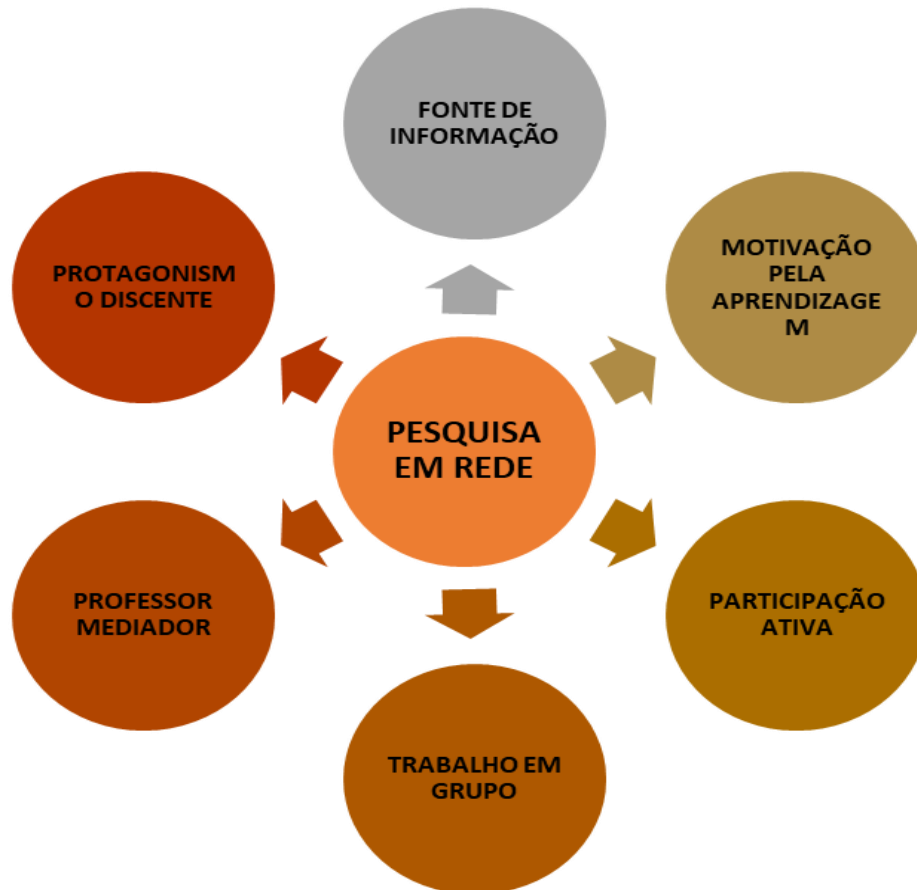 FONTE DE
INFORMAÇÃO
MOTIVAÇÃO
PELA
APRENDIZAGE
M
PROTAGONISM
O DISCENTE
PESQUISA
EM REDE
PROFESSOR
MEDIADOR
PARTICIPAÇÃO
ATIVA
TRABALHO EM
GRUPO